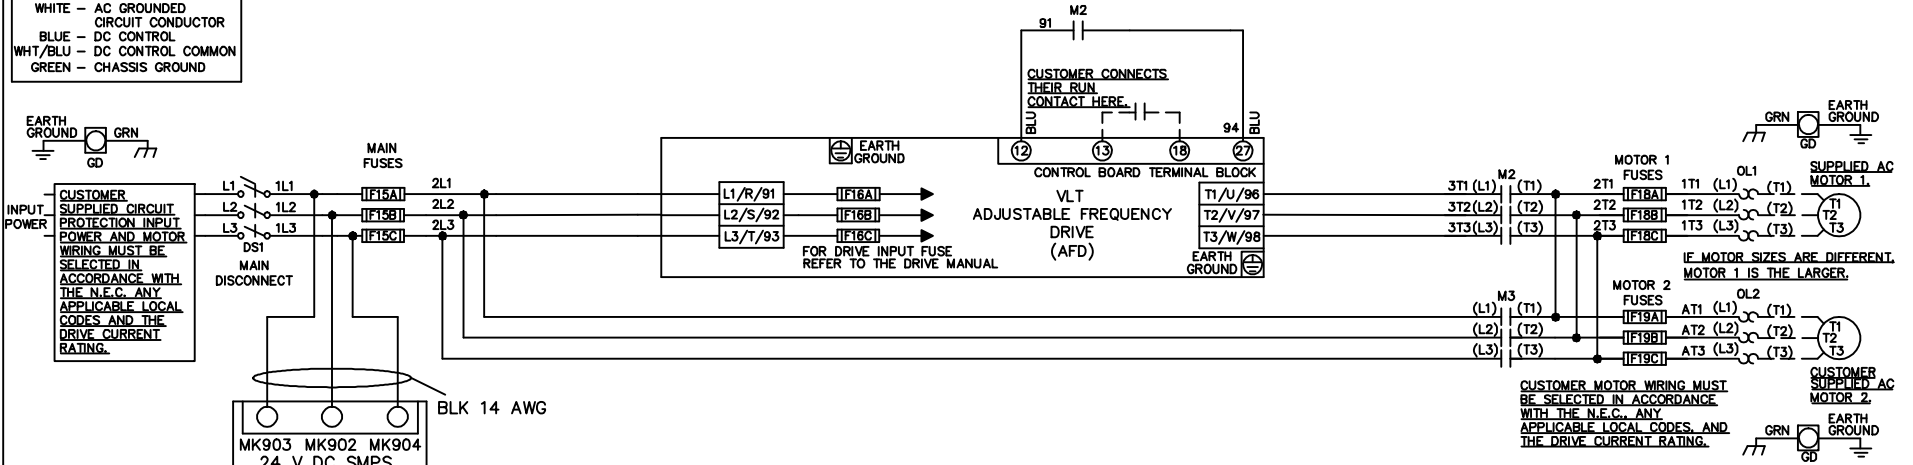 WHITE – AC GROUNDED
CIRCUIT CONDUCTOR
BLUE – DC CONTROL
WHT/BLU – DC CONTROL COMMON
GREEN – CHASSIS GROUND
EARTH
GROUND
GRN
GD
INPUT
POWER
CUSTOMER
SUPPLIED CIRCUIT
PROTECTION INPUT
POWER AND MOTOR
WIRING MUST BE
SELECTED IN
ACCORDANCE WITH
THE N.E.C. ANY
APPLICABLE LOCAL
CODES AND THE
DRIVE CURRENT
RATING.
L1
L2
L3
1L1
1L2
1L3
DS1
MAIN
DISCONNECT
MAIN
FUSES
F15A
F15B
F15C
2L1
2L2
2L3
BLK 14 AWG
MK903 MK902 MK904
24 V DC SMPS
M2
91
CUSTOMER CONNECTS
THEIR RUN
CONTACT HERE.
BLU
94
BLU
12
13
18
27
CONTROL BOARD TERMINAL BLOCK
EARTH
GROUND
L1/R/91
L2/S/92
L3/T/93
F16A
F16B
F16C
FOR DRIVE INPUT FUSE
REFER TO THE DRIVE MANUAL
VLT
ADJUSTABLE FREQUENCY
DRIVE
(AFD)
T1/U/96
T2/V/97
T3/W/98
EARTH
GROUND
M2
3T1 (L1) (T1)
3T2(L2) (T2)
3T3(L3) (T3)
M3
(L1) (T1)
(L2) (T2)
(L3) (T3)
MOTOR 1
FUSES
2T1
2T2
2T3
F18A
F18B
F18C
1T1 (L1)
1T2 (L2)
1T3 (L3)
OL1
(T1)
(T2)
(T3)
T1
T2
T3
GRN
GD
EARTH
GROUND
SUPPLIED AC
MOTOR 1.
IF MOTOR SIZES ARE DIFFERENT,
MOTOR 1 IS THE LARGER.
MOTOR 2
FUSES
F19A
F19B
F19C
AT1 (L1)
AT2 (L2)
AT3 (L3)
OL2
(T1)
(T2)
(T3)
T1
T2
T3
CUSTOMER
SUPPLIED AC
MOTOR 2.
CUSTOMER MOTOR WIRING MUST
BE SELECTED IN ACCORDANCE
WITH THE N.E.C., ANY
APPLICABLE LOCAL CODES, AND
THE DRIVE CURRENT RATING.
GRN
GD
EARTH
GROUND